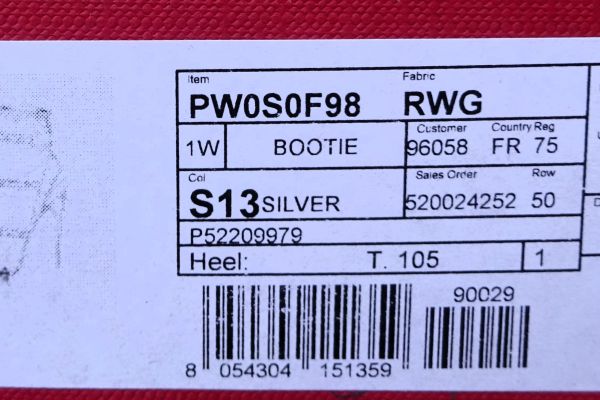 Item Fabric
PW0S0F98 RWG
Customer Country Reg
1W BOOTIE 96058 FR 75
Col Sales Order Row
S13 SILVER 520024252 50
P52209979
Heel: T. 105 1
90029
8 054304 151359